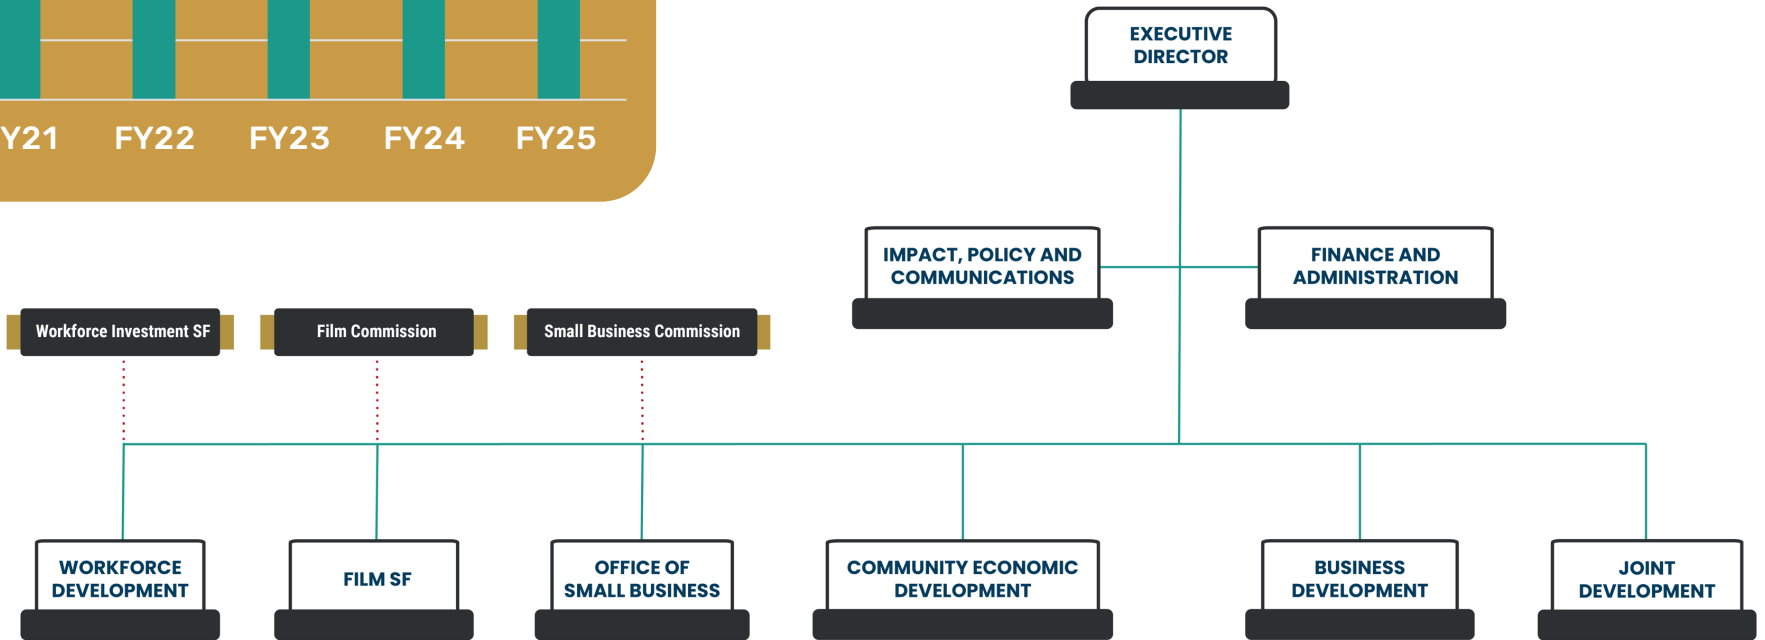 Y21 FY22 FY23 FY24 FY25
EXECUTIVE
DIRECTOR
IMPACT, POLICY AND
COMMUNICATIONS
FINANCE AND
ADMINISTRATION
Workforce Investment SF
Film Commission
Small Business Commission
WORKFORCE
DEVELOPMENT
FILM SF
OFFICE OF
SMALL BUSINESS
COMMUNITY ECONOMIC
DEVELOPMENT
BUSINESS
DEVELOPMENT
JOINT
DEVELOPMENT